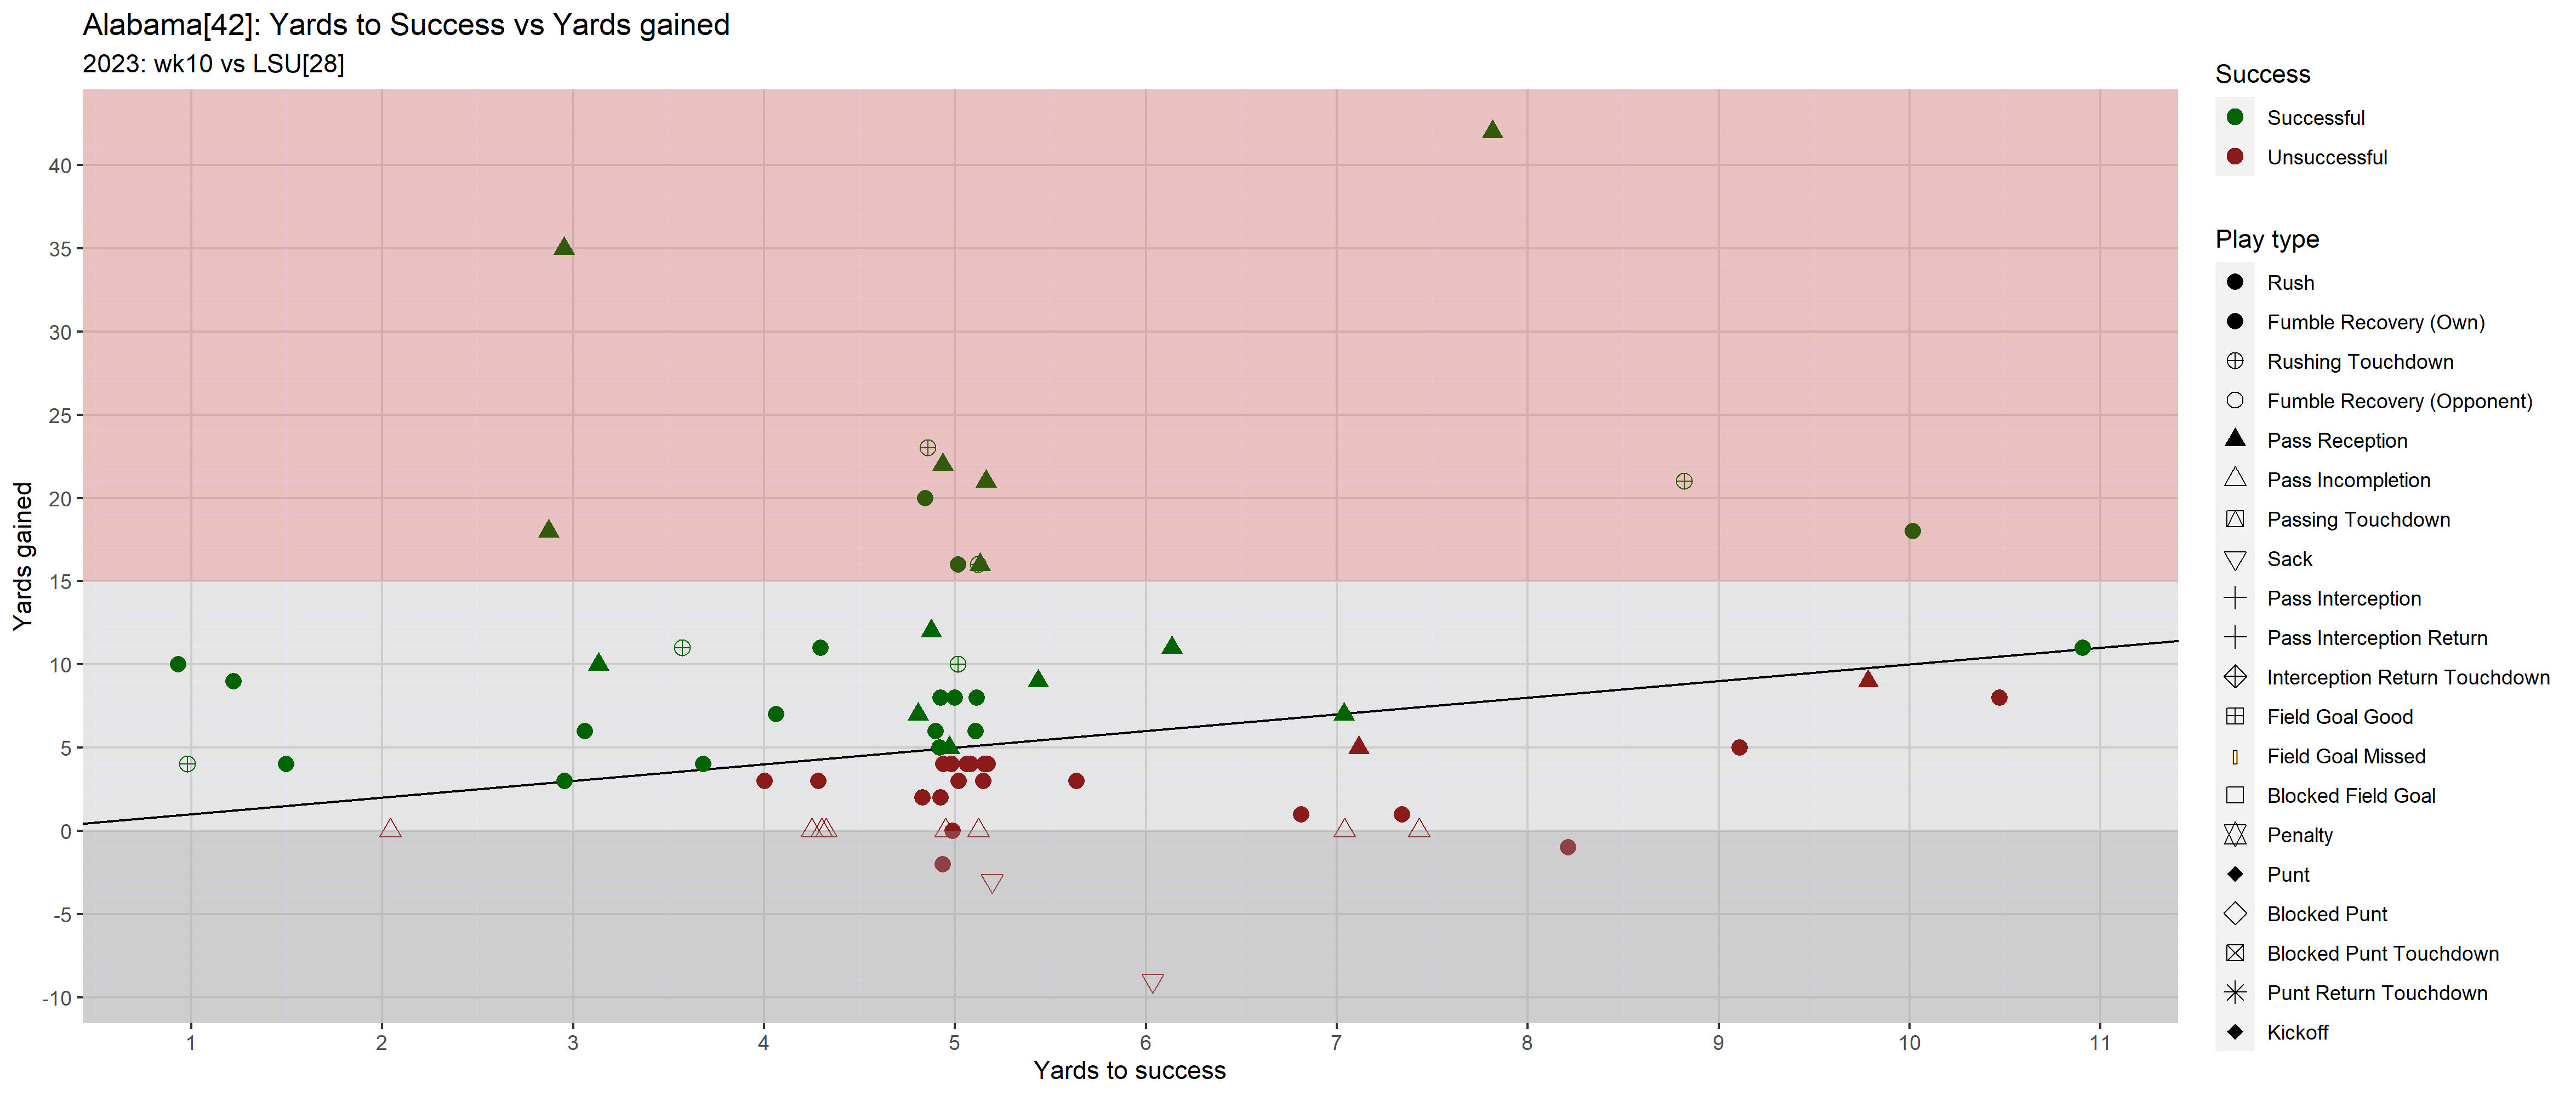 Alabama[42]: Yards to Success vs Yards gained
2023: wk10 vs LSU[28]
Yards gained
40
35
30
25
20
15
10
5
0
-5
-10
1 2 3 4 5 6 7 8 9 10 11
Yards to success
Success
Successful
Unsuccessful
Play type
Rush
Fumble Recovery (Own)
Rushing Touchdown
Fumble Recovery (Opponent)
Pass Reception
Pass Incompletion
Passing Touchdown
Sack
Pass Interception
Pass Interception Return
Interception Return Touchdown
Field Goal Good
Field Goal Missed
Blocked Field Goal
Penalty
Punt
Blocked Punt
Blocked Punt Touchdown
Punt Return Touchdown
Kickoff